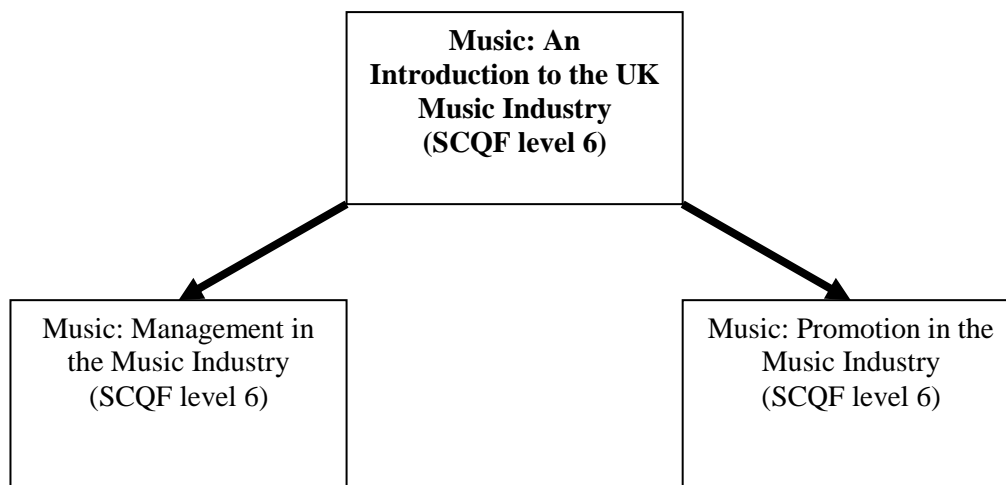 Music: An
Introduction to the UK
Music Industry
(SCQF level 6)
Music: Management in
the Music Industry
(SCQF level 6)
Music: Promotion in the
Music Industry
(SCQF level 6)